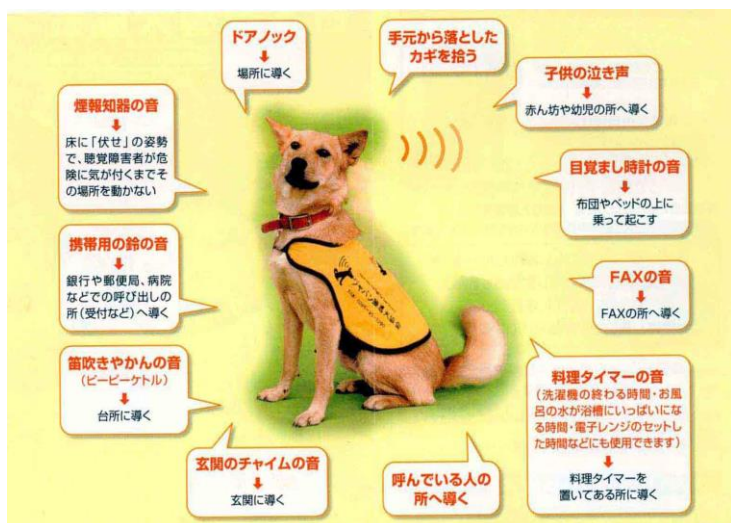 ドアノック
↓
場所に導く
手元から落とした
カギを拾う
子供の泣き声
↓
赤ん坊や幼児の所へ導く
煙報知器の音
↓
床に「伏せ」の姿勢
で、聴覚障害者が危
険に気が付くまでそ
の場所を動かない
目覚まし時計の音
↓
布団やベッドの上に
乗って起こす
携帯用の鈴の音
↓
銀行や郵便局、病院
などでの呼び出しの
所(受付など)へ導く
FAXの音
↓
FAXの所へ導く
笛吹きやかんの音
(ピーピーケトル)
↓
台所に導く
料理タイマーの音
(洗濯機の終わる時間・お風
呂の水が浴槽にいっぱいにな
る時間・電子レンジのセットし
た時間などにも使用できます)
↓
料理タイマーを
置いてある所に導く
玄関のチャイムの音
↓
玄関に導く
呼んでいる人の
所へ導く